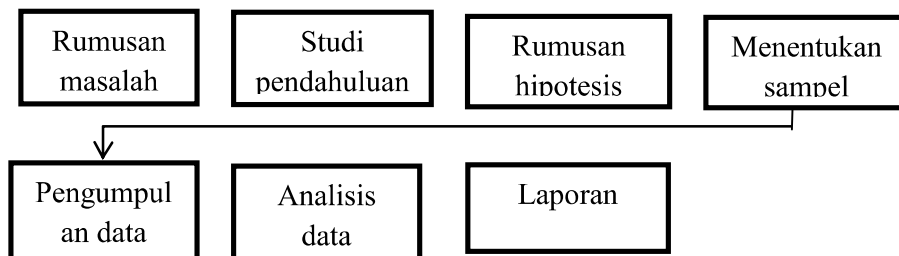 Rumusan
masalah
Studi
pendahuluan
Rumusan
hipotesis
Menentukan
sampel
Pengumpul
an data
Analisis
data
Laporan